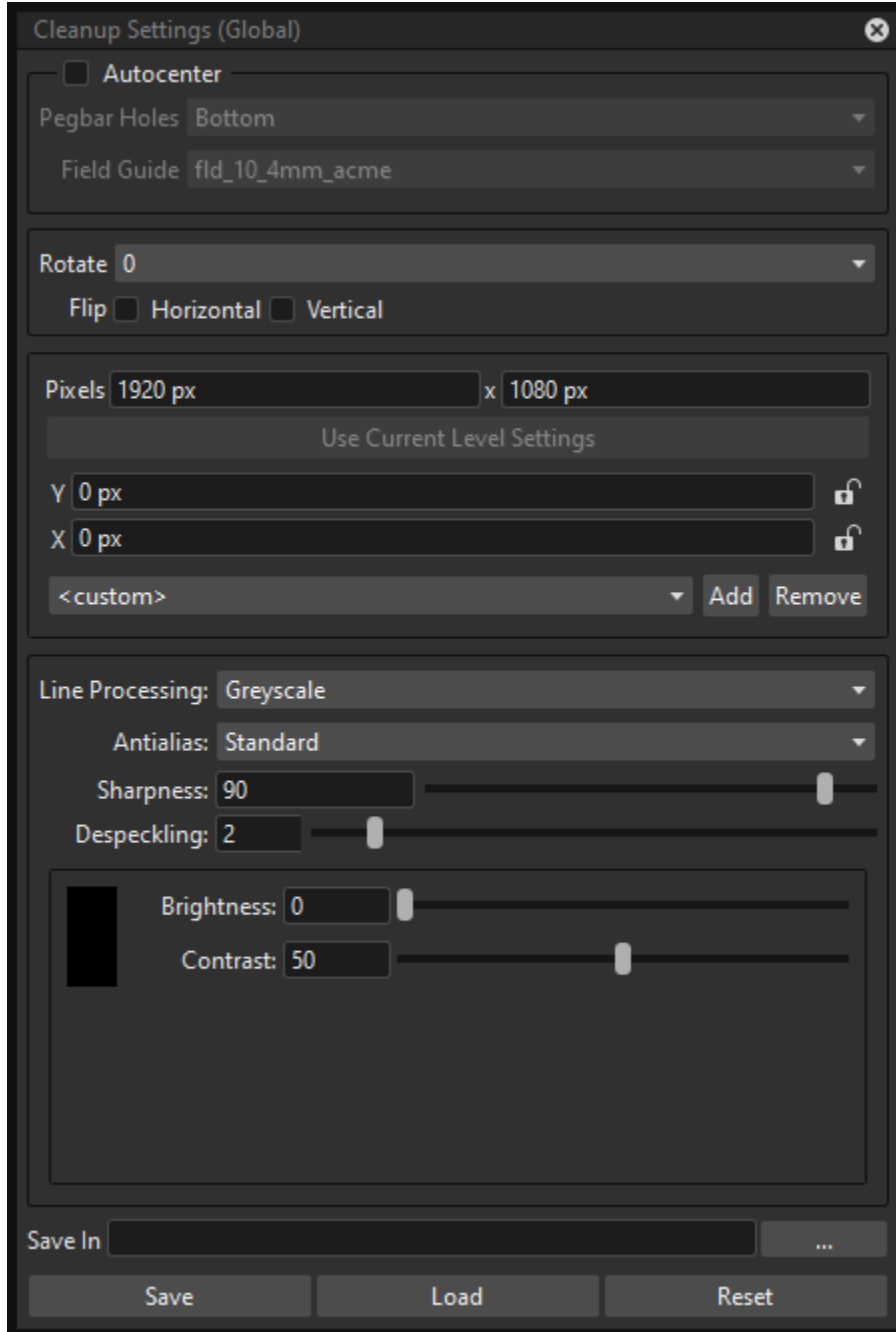 Cleanup Settings (Global)
Autocenter
Pegbar Holes Bottom
Field Guide fld_10_4mm_acme
Rotate 0
Flip Horizontal Vertical
Pixels 1920 px x 1080 px
Use Current Level Settings
Y 0 px
X 0 px
<custom> Add Remove
Line Processing: Greyscale
Antialias: Standard
Sharpness: 90
Despeckling: 2
Brightness: 0
Contrast: 50
Save In ...
Save Load Reset